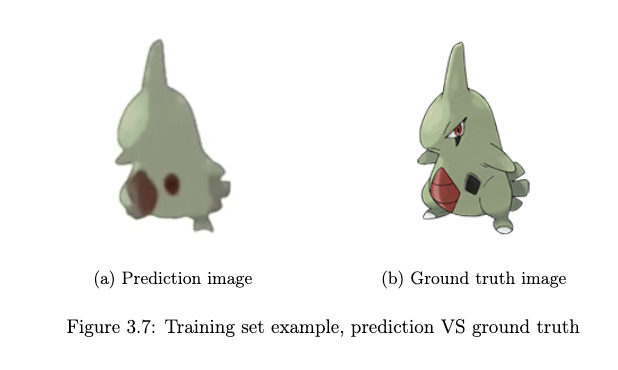 (a) Prediction image
(b) Ground truth image
Figure 3.7: Training set example, prediction VS ground truth